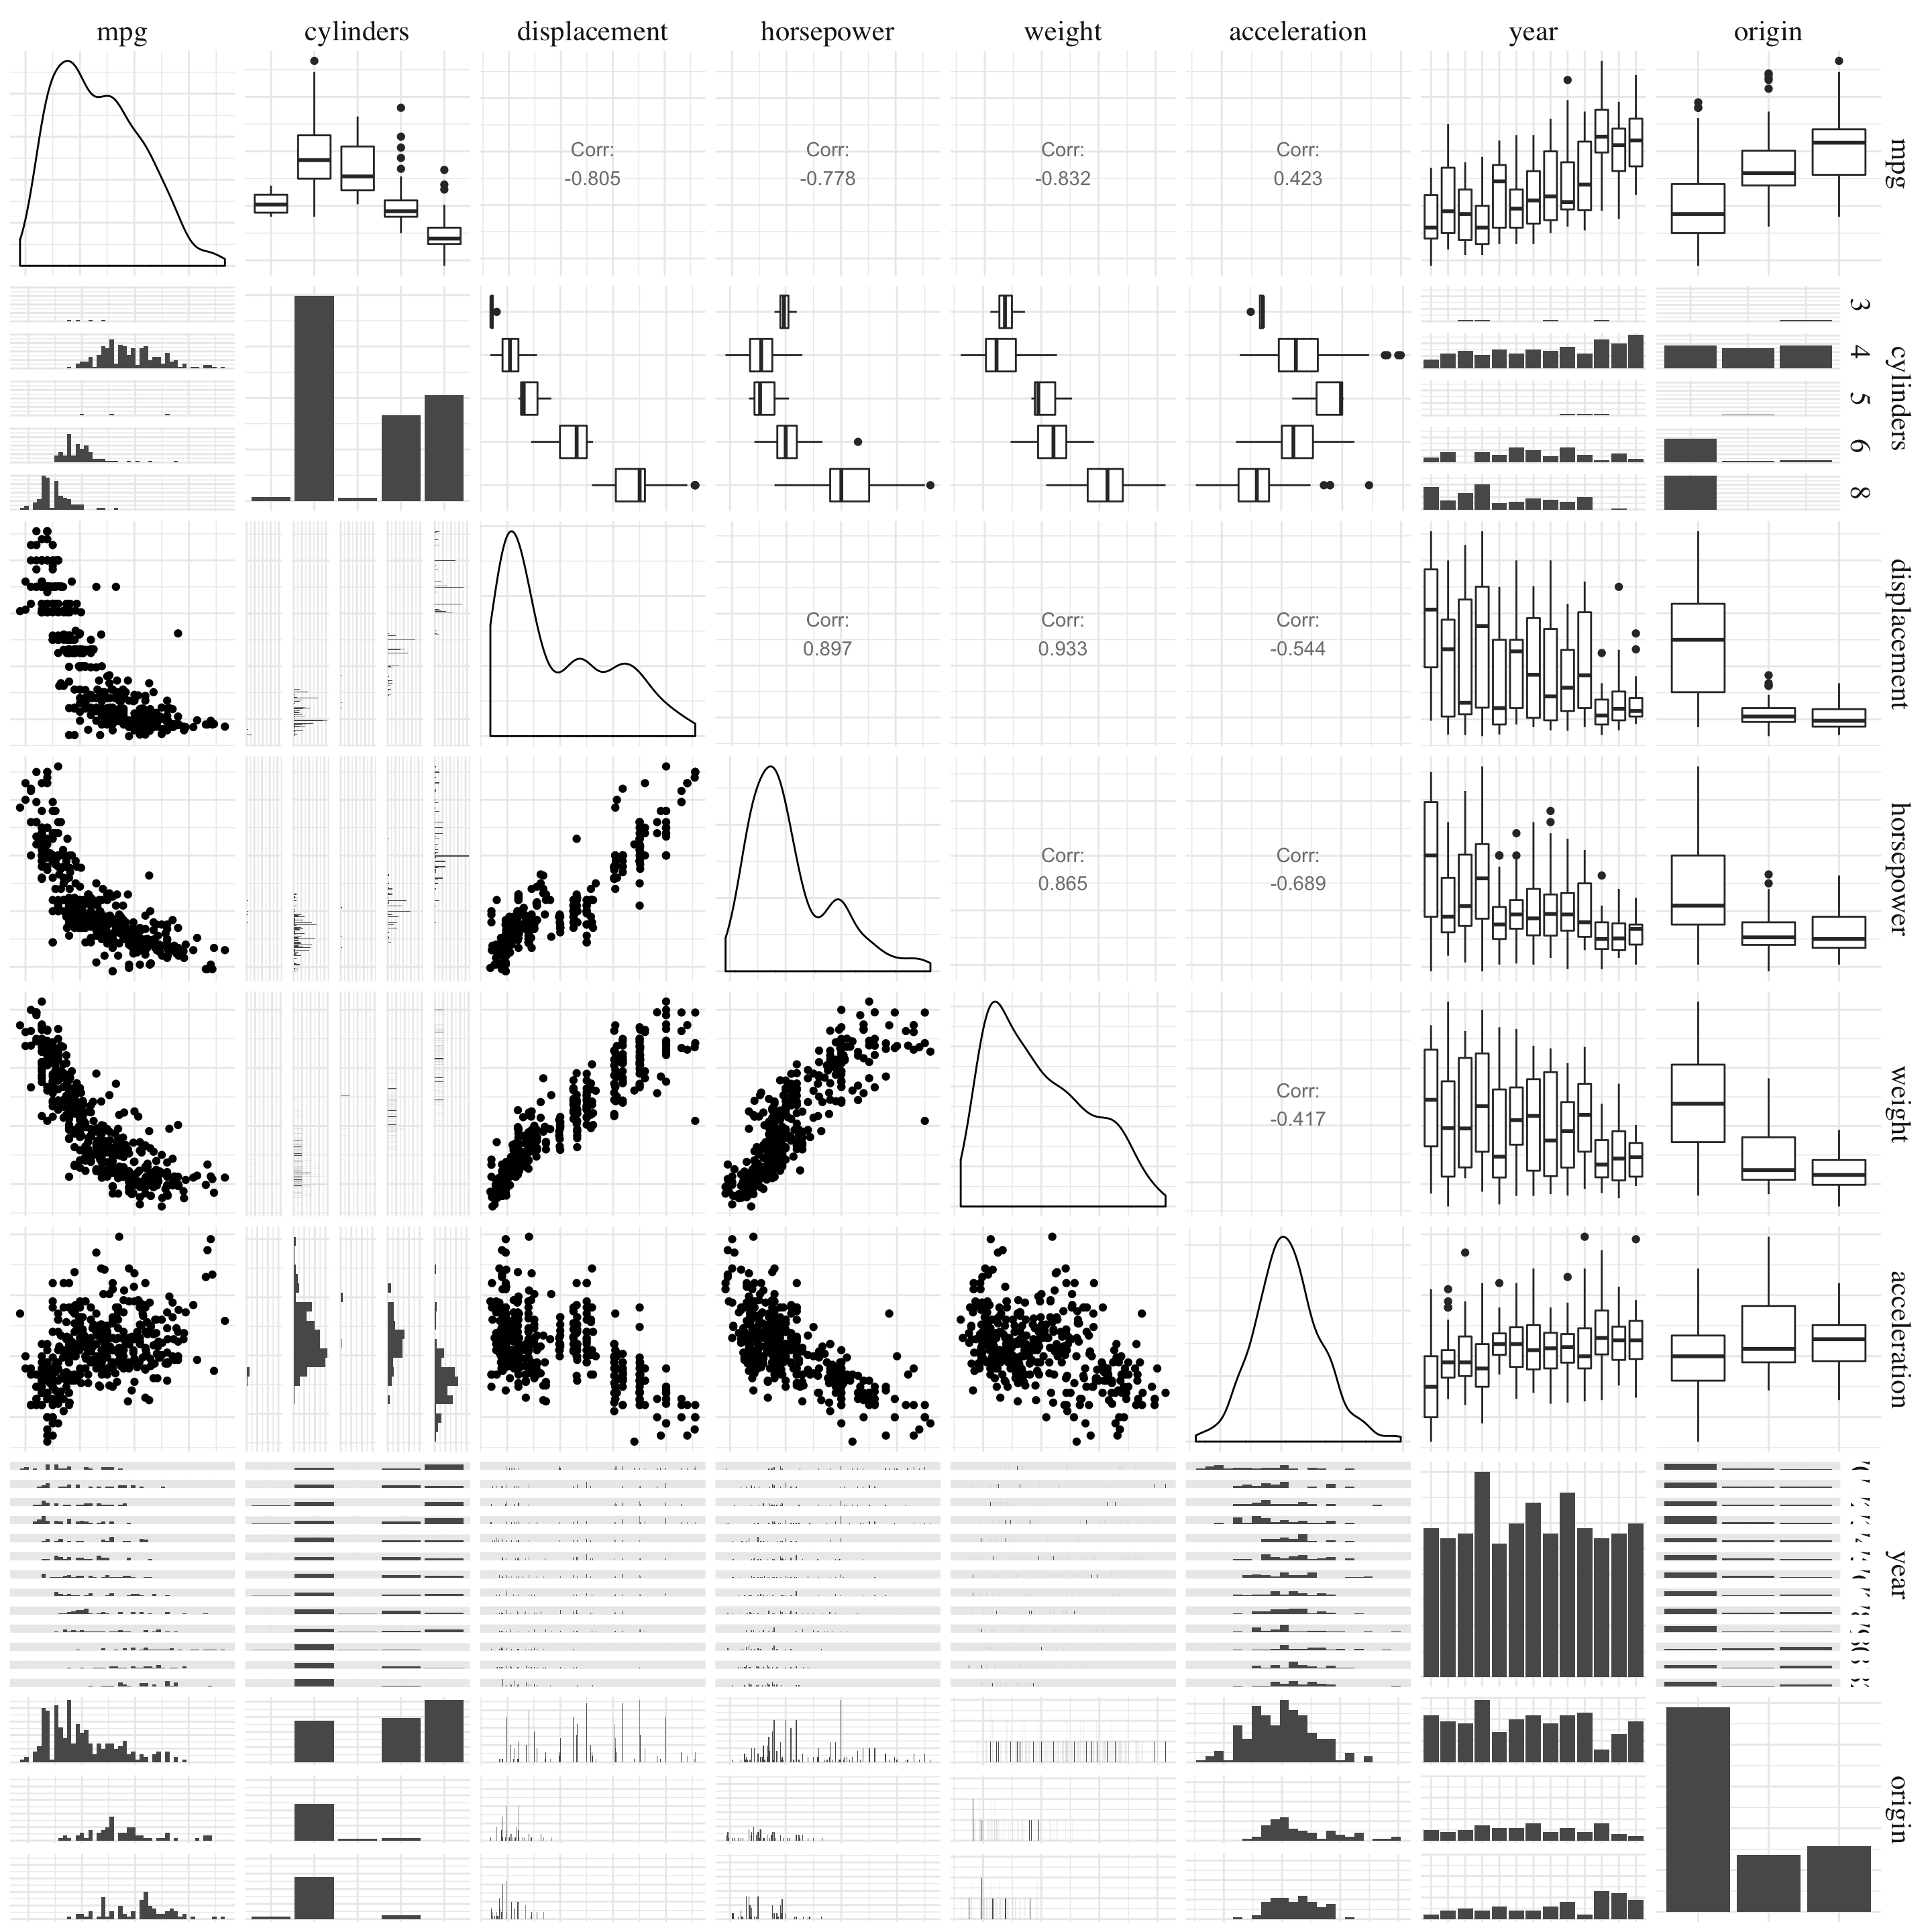 mpg cylinders displacement horsepower weight acceleration year origin
Corr: Corr: Corr: Corr:
-0.805 -0.778 -0.832 0.423
mpg
3
4
5
6
8
cylinders
Corr: Corr: Corr:
0.897 0.933 -0.544
displacement
Corr: Corr:
0.865 -0.689
horsepower
Corr:
-0.417
weight
acceleration
year
origin